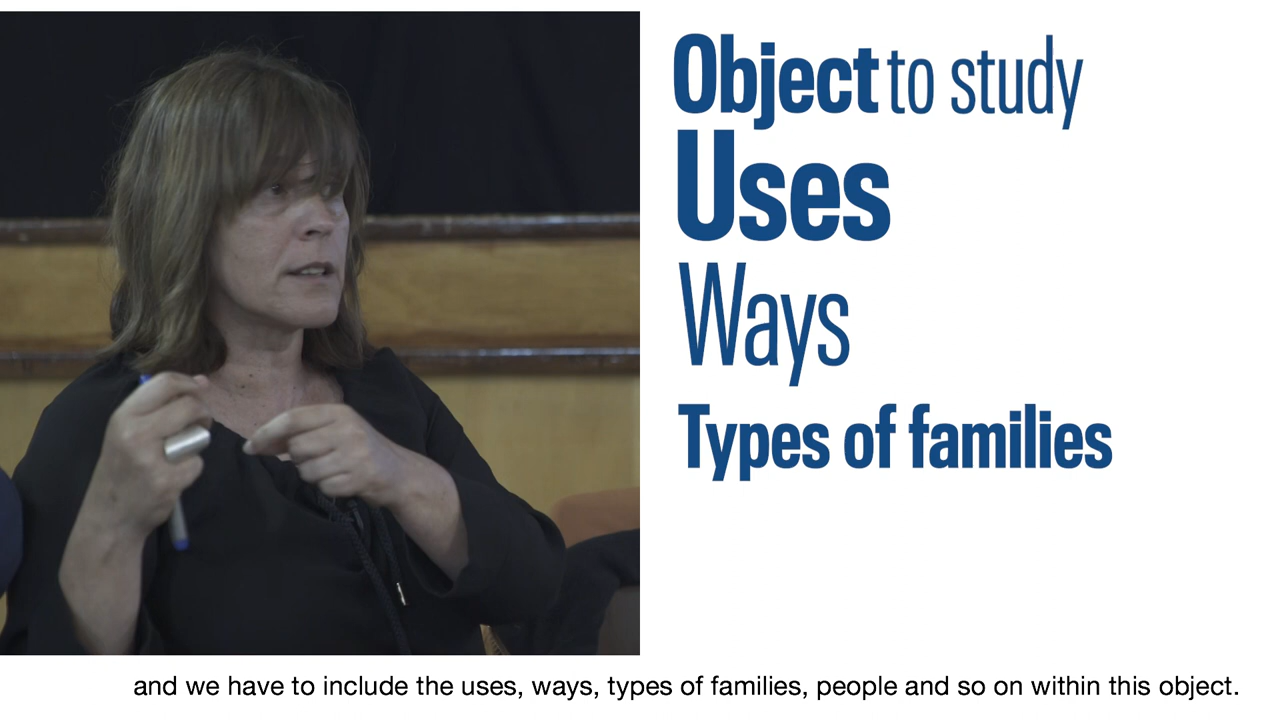 Object to study
Uses
Ways
Types of families
and we have to include the uses, ways, types of families, people and so on within this object.